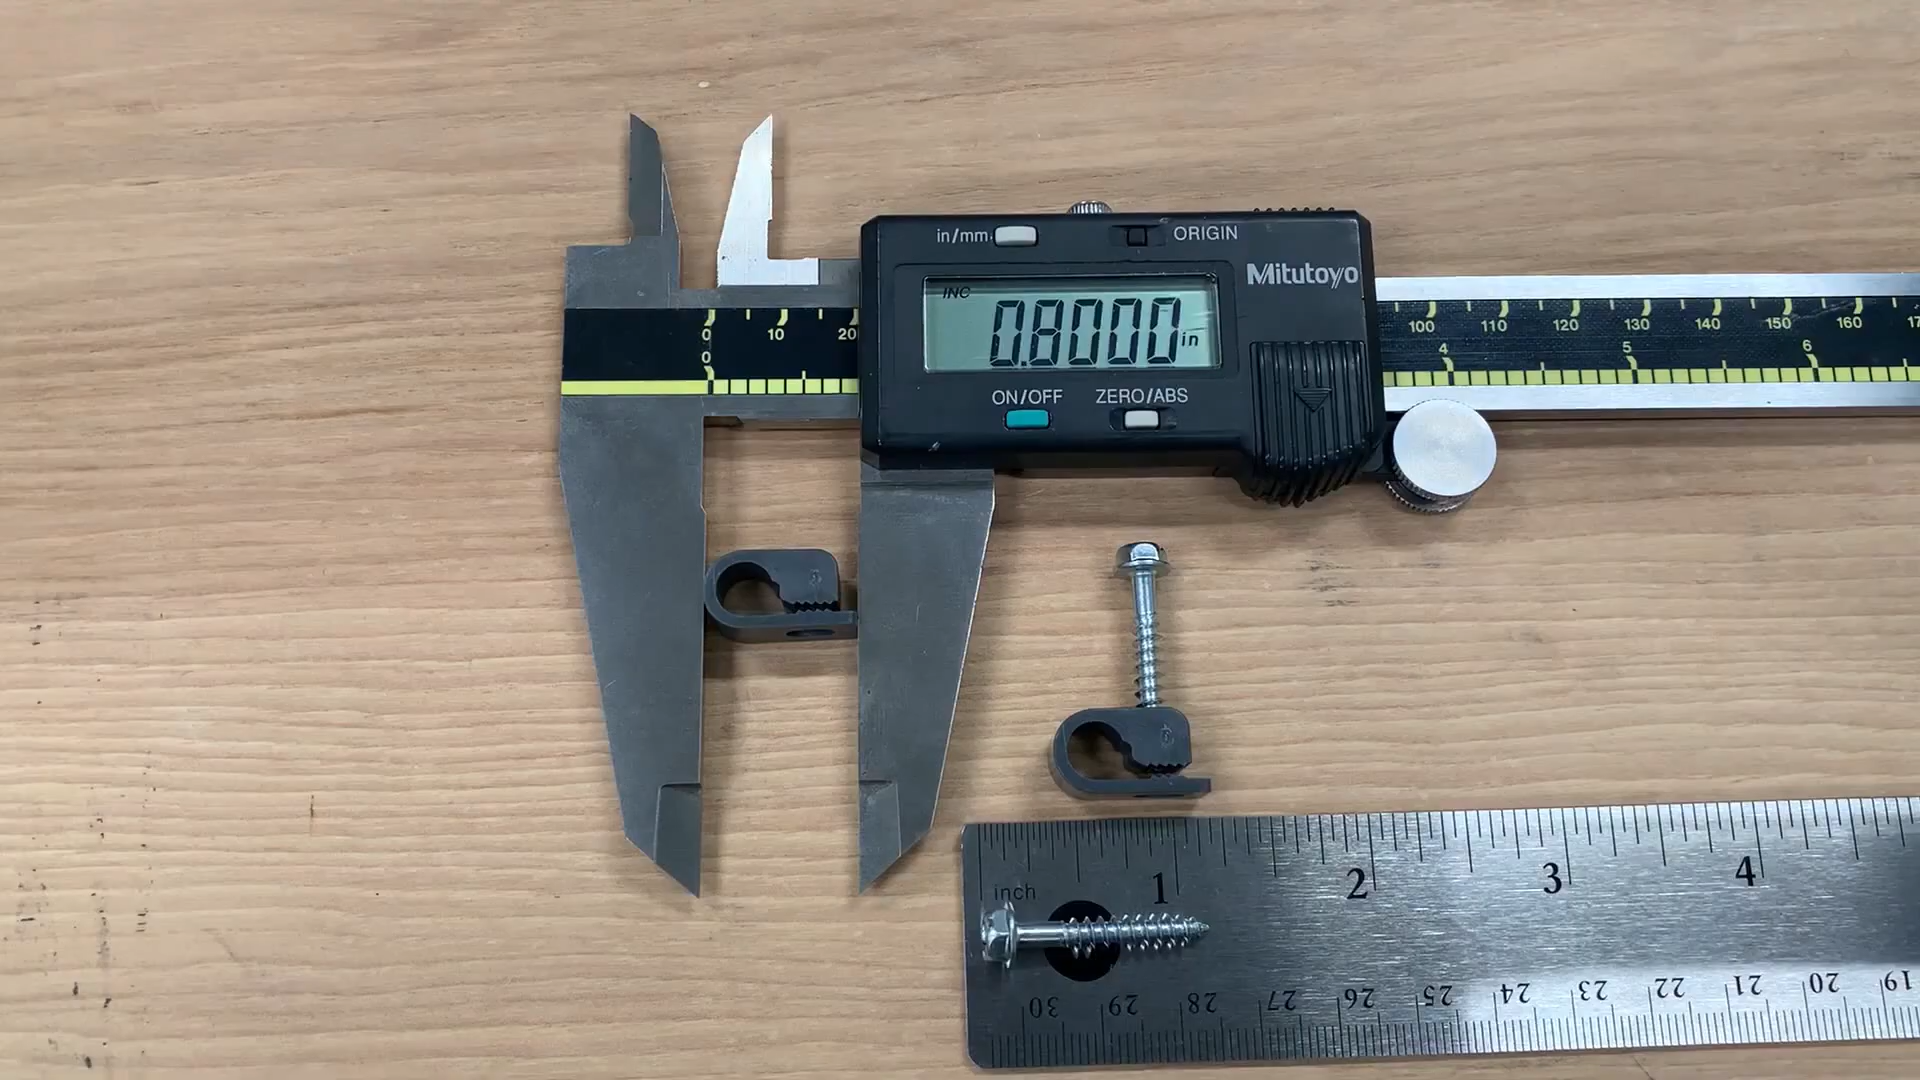 in/mm ORIGIN
Mitutoyo
INC
0.8000 in
ON/OFF ZERO/ABS
0 10 20 100 110 120 130 140 150 160 17
0 4 5 6
1 2 3 4
inch
30 29 28 27 26 25 24 23 22 21 20 19